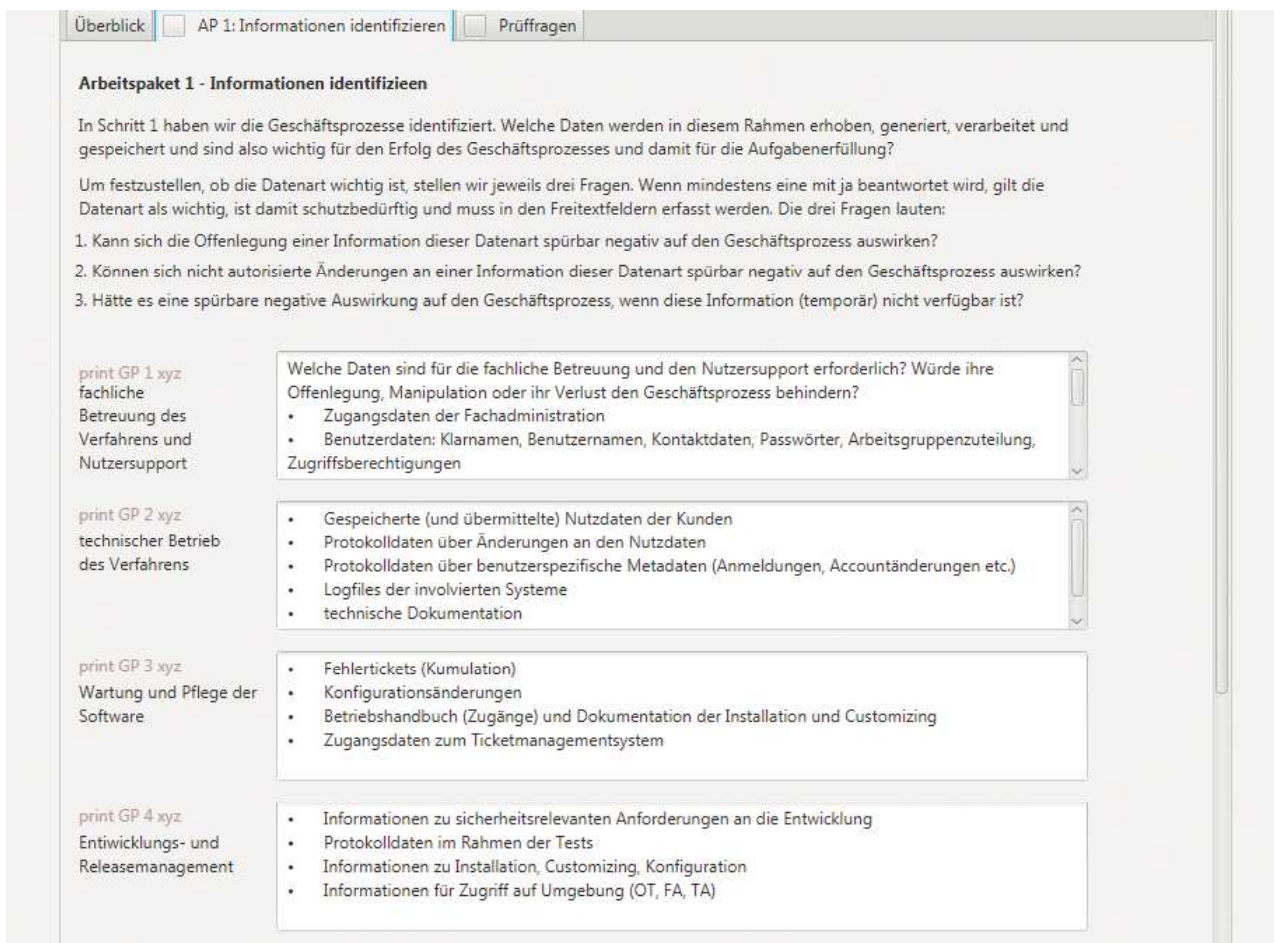 Überblick AP 1: Informationen identifizieren Prüffragen
Arbeitspaket 1 - Informationen identifizieen
In Schritt 1 haben wir die Geschäftsprozesse identifiziert. Welche Daten werden in diesem Rahmen erhoben, generiert, verarbeitet und
gespeichert und sind also wichtig für den Erfolg des Geschäftsprozesses und damit für die Aufgabenerfüllung?
Um festzustellen, ob die Datenart wichtig ist, stellen wir jeweils drei Fragen. Wenn mindestens eine mit ja beantwortet wird, gilt die
Datenart als wichtig, ist damit schutzbedürftig und muss in den Freitextfeldern erfasst werden. Die drei Fragen lauten:
1. Kann sich die Offenlegung einer Information dieser Datenart spürbar negativ auf den Geschäftsprozess auswirken?
2. Können sich nicht autorisierte Änderungen an einer Information dieser Datenart spürbar negativ auf den Geschäftsprozess auswirken?
3. Hätte es eine spürbare negative Auswirkung auf den Geschäftsprozess, wenn diese Information (temporär) nicht verfügbar ist?
print GP 1 xyz
fachliche
Betreuung des
Verfahrens und
Nutzersupport
Welche Daten sind für die fachliche Betreuung und den Nutzersupport erforderlich? Würde ihre
Offenlegung, Manipulation oder ihr Verlust den Geschäftsprozess behindern?
• Zugangsdaten der Fachadministration
• Benutzerdaten: Klarnamen, Benutzernamen, Kontaktdaten, Passwörter, Arbeitsgruppenzuteilung,
Zugriffsberechtigungen
print GP 2 xyz
technischer Betrieb
des Verfahrens
• Gespeicherte (und übermittelte) Nutzdaten der Kunden
• Protokolldaten über Änderungen an den Nutzdaten
• Protokolldaten über benutzerspezifische Metadaten (Anmeldungen, Accountänderungen etc.)
• Logfiles der involvierten Systeme
• technische Dokumentation
print GP 3 xyz
Wartung und Pflege der
Software
• Fehlertickets (Kumulation)
• Konfigurationsänderungen
• Betriebshandbuch (Zugänge) und Dokumentation der Installation und Customizing
• Zugangsdaten zum Ticketmanagementsystem
print GP 4 xyz
Entiwicklungs- und
Releasemanagement
• Informationen zu sicherheitsrelevanten Anforderungen an die Entwicklung
• Protokolldaten im Rahmen der Tests
• Informationen zu Installation, Customizing, Konfiguration
• Informationen für Zugriff auf Umgebung (OT, FA, TA)